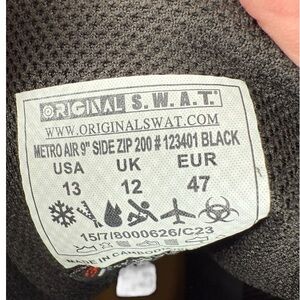 ORIGINAL S.W.A.T.®
WWW.ORIGINALSWAT.COM
METRO AIR 9" SIDE ZIP 200 # 123401 BLACK
USA UK EUR
13 12 47
15/7/8000626/C23
MADE IN CAMBODIA